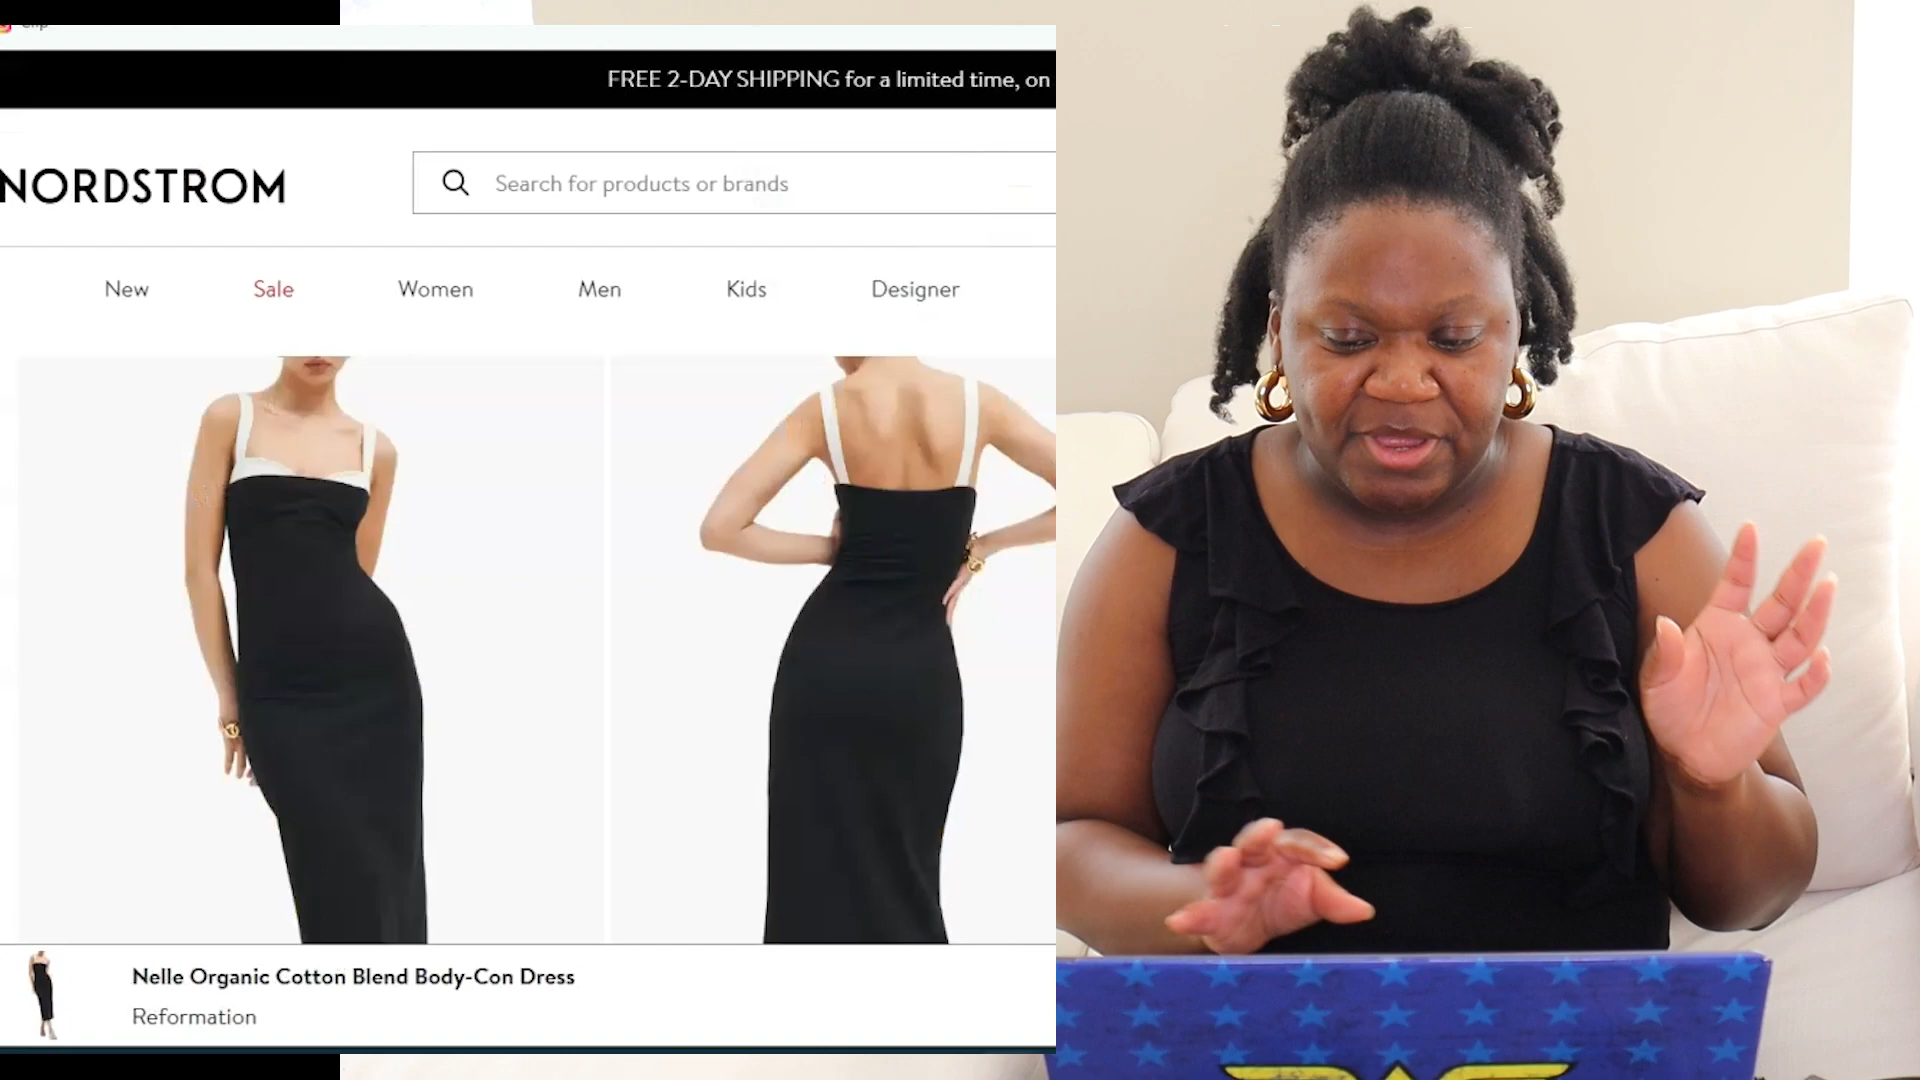 Clip
FREE 2-DAY SHIPPING for a limited time, on
NORDSTROM
Search for products or brands
New
Sale
Women
Men
Kids
Designer
Nelle Organic Cotton Blend Body-Con Dress
Reformation